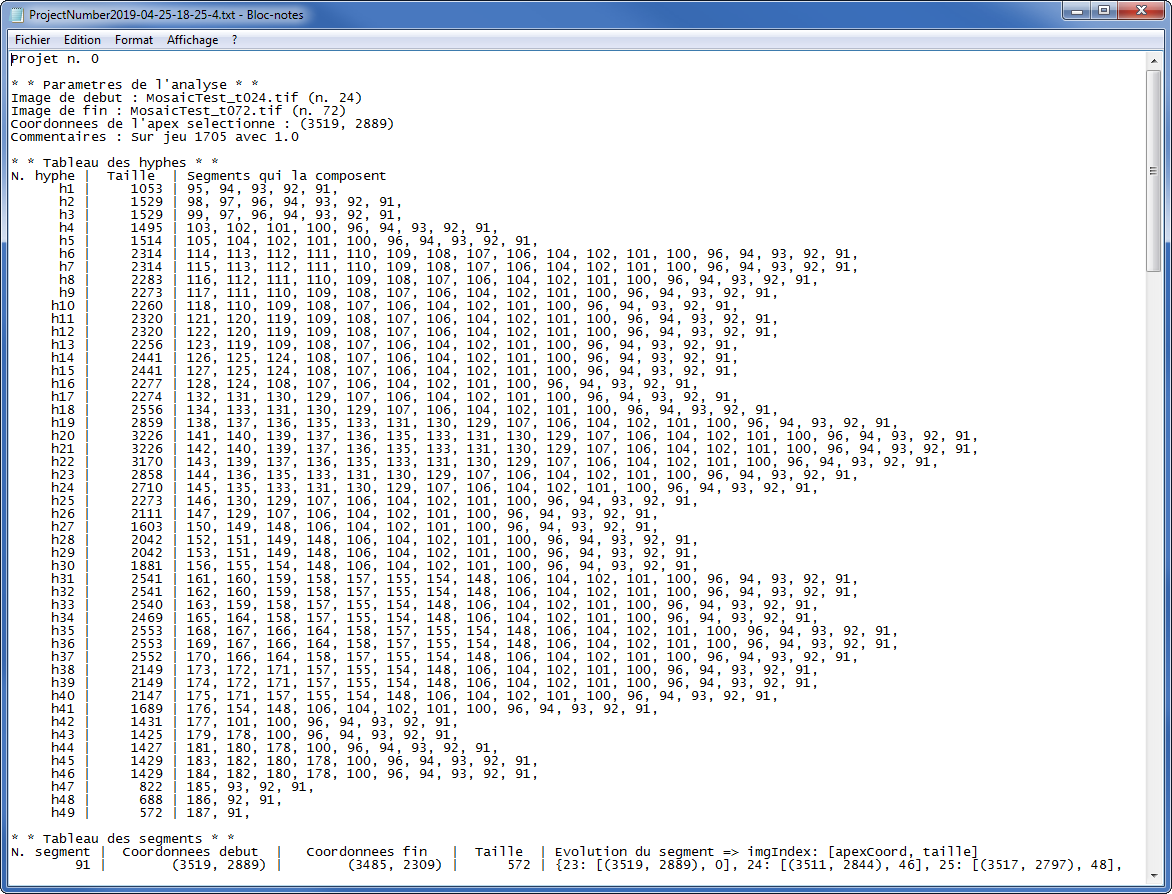 ProjectNumber2019-04-25-18-25-4.txt - Bloc-notes
Fichier Edition Format Affichage ?
Projet n. 0
* * Parametres de l'analyse * *
Image de debut : MosaicTest_t024.tif (n. 24)
Image de fin : MosaicTest_t072.tif (n. 72)
Coordonnees de l'apex selectionne : (3519, 2889)
Commentaires : Sur jeu 1705 avec 1.0
* * Tableau des hyphes * *
N. hyphe | Taille | Segments qui la composent
h1 | 1053 | 95, 94, 93, 92, 91,
h2 | 1529 | 98, 97, 96, 94, 93, 92, 91,
h3 | 1529 | 99, 97, 96, 94, 93, 92, 91,
h4 | 1495 | 103, 102, 101, 100, 96, 94, 93, 92, 91,
h5 | 1514 | 105, 104, 102, 101, 100, 96, 94, 93, 92, 91,
h6 | 2314 | 114, 113, 112, 111, 110, 109, 108, 107, 106, 104, 102, 101, 100, 96, 94, 93, 92, 91,
h7 | 2314 | 115, 113, 112, 111, 110, 109, 108, 107, 106, 104, 102, 101, 100, 96, 94, 93, 92, 91,
h8 | 2283 | 116, 112, 111, 110, 109, 108, 107, 106, 104, 102, 101, 100, 96, 94, 93, 92, 91,
h9 | 2273 | 117, 111, 110, 109, 108, 107, 106, 104, 102, 101, 100, 96, 94, 93, 92, 91,
h10 | 2260 | 118, 110, 109, 108, 107, 106, 104, 102, 101, 100, 96, 94, 93, 92, 91,
h11 | 2320 | 121, 120, 119, 109, 108, 107, 106, 104, 102, 101, 100, 96, 94, 93, 92, 91,
h12 | 2320 | 122, 120, 119, 109, 108, 107, 106, 104, 102, 101, 100, 96, 94, 93, 92, 91,
h13 | 2256 | 123, 119, 109, 108, 107, 106, 104, 102, 101, 100, 96, 94, 93, 92, 91,
h14 | 2441 | 126, 125, 124, 108, 107, 106, 104, 102, 101, 100, 96, 94, 93, 92, 91,
h15 | 2441 | 127, 125, 124, 108, 107, 106, 104, 102, 101, 100, 96, 94, 93, 92, 91,
h16 | 2277 | 128, 124, 108, 107, 106, 104, 102, 101, 100, 96, 94, 93, 92, 91,
h17 | 2274 | 132, 131, 130, 129, 107, 106, 104, 102, 101, 100, 96, 94, 93, 92, 91,
h18 | 2556 | 134, 133, 131, 130, 129, 107, 106, 104, 102, 101, 100, 96, 94, 93, 92, 91,
h19 | 2859 | 138, 137, 136, 135, 133, 131, 130, 129, 107, 106, 104, 102, 101, 100, 96, 94, 93, 92, 91,
h20 | 3226 | 141, 140, 139, 137, 136, 135, 133, 131, 130, 129, 107, 106, 104, 102, 101, 100, 96, 94, 93, 92, 91,
h21 | 3226 | 142, 140, 139, 137, 136, 135, 133, 131, 130, 129, 107, 106, 104, 102, 101, 100, 96, 94, 93, 92, 91,
h22 | 3170 | 143, 139, 137, 136, 135, 133, 131, 130, 129, 107, 106, 104, 102, 101, 100, 96, 94, 93, 92, 91,
h23 | 2858 | 144, 136, 135, 133, 131, 130, 129, 107, 106, 104, 102, 101, 100, 96, 94, 93, 92, 91,
h24 | 2710 | 145, 135, 133, 131, 130, 129, 107, 106, 104, 102, 101, 100, 96, 94, 93, 92, 91,
h25 | 2273 | 146, 130, 129, 107, 106, 104, 102, 101, 100, 96, 94, 93, 92, 91,
h26 | 2111 | 147, 129, 107, 106, 104, 102, 101, 100, 96, 94, 93, 92, 91,
h27 | 1603 | 150, 149, 148, 106, 104, 102, 101, 100, 96, 94, 93, 92, 91,
h28 | 2042 | 152, 151, 149, 148, 106, 104, 102, 101, 100, 96, 94, 93, 92, 91,
h29 | 2042 | 153, 151, 149, 148, 106, 104, 102, 101, 100, 96, 94, 93, 92, 91,
h30 | 1881 | 156, 155, 154, 148, 106, 104, 102, 101, 100, 96, 94, 93, 92, 91,
h31 | 2541 | 161, 160, 159, 158, 157, 155, 154, 148, 106, 104, 102, 101, 100, 96, 94, 93, 92, 91,
h32 | 2541 | 162, 160, 159, 158, 157, 155, 154, 148, 106, 104, 102, 101, 100, 96, 94, 93, 92, 91,
h33 | 2540 | 163, 159, 158, 157, 155, 154, 148, 106, 104, 102, 101, 100, 96, 94, 93, 92, 91,
h34 | 2469 | 165, 164, 158, 157, 155, 154, 148, 106, 104, 102, 101, 100, 96, 94, 93, 92, 91,
h35 | 2553 | 168, 167, 166, 164, 158, 157, 155, 154, 148, 106, 104, 102, 101, 100, 96, 94, 93, 92, 91,
h36 | 2553 | 169, 167, 166, 164, 158, 157, 155, 154, 148, 106, 104, 102, 101, 100, 96, 94, 93, 92, 91,
h37 | 2552 | 170, 166, 164, 158, 157, 155, 154, 148, 106, 104, 102, 101, 100, 96, 94, 93, 92, 91,
h38 | 2149 | 173, 172, 171, 157, 155, 154, 148, 106, 104, 102, 101, 100, 96, 94, 93, 92, 91,
h39 | 2149 | 174, 172, 171, 157, 155, 154, 148, 106, 104, 102, 101, 100, 96, 94, 93, 92, 91,
h40 | 2147 | 175, 171, 157, 155, 154, 148, 106, 104, 102, 101, 100, 96, 94, 93, 92, 91,
h41 | 1689 | 176, 154, 148, 106, 104, 102, 101, 100, 96, 94, 93, 92, 91,
h42 | 1431 | 177, 101, 100, 96, 94, 93, 92, 91,
h43 | 1425 | 179, 178, 100, 96, 94, 93, 92, 91,
h44 | 1427 | 181, 180, 178, 100, 96, 94, 93, 92, 91,
h45 | 1429 | 183, 182, 180, 178, 100, 96, 94, 93, 92, 91,
h46 | 1429 | 184, 182, 180, 178, 100, 96, 94, 93, 92, 91,
h47 | 822 | 185, 93, 92, 91,
h48 | 688 | 186, 92, 91,
h49 | 572 | 187, 91,
* * Tableau des segments * *
N. segment | Coordonnees debut | Coordonnees fin | Taille | Evolution du segment => imgIndex: [apexCoord, taille]
91 | (3519, 2889) | (3485, 2309) | 572 | {23: [(3519, 2889), 0], 24: [(3511, 2844), 46], 25: [(3517, 2797), 48],